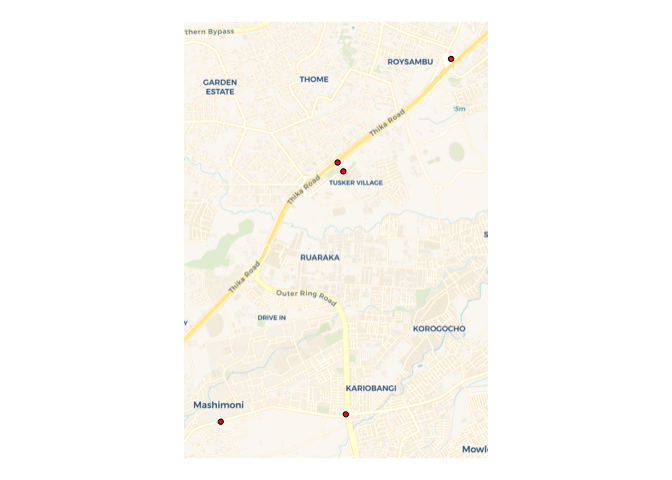 thern Bypass
ROYSAMBU
THOME
GARDEN
ESTATE
Thika Road
TUSKER VILLAGE
Thika Road
S
RUARAKA
Thika Road
Outer Ring Road
DRIVE IN
Y
KOROGOCHO
KARIOBANGI
Mashimoni
Mowl